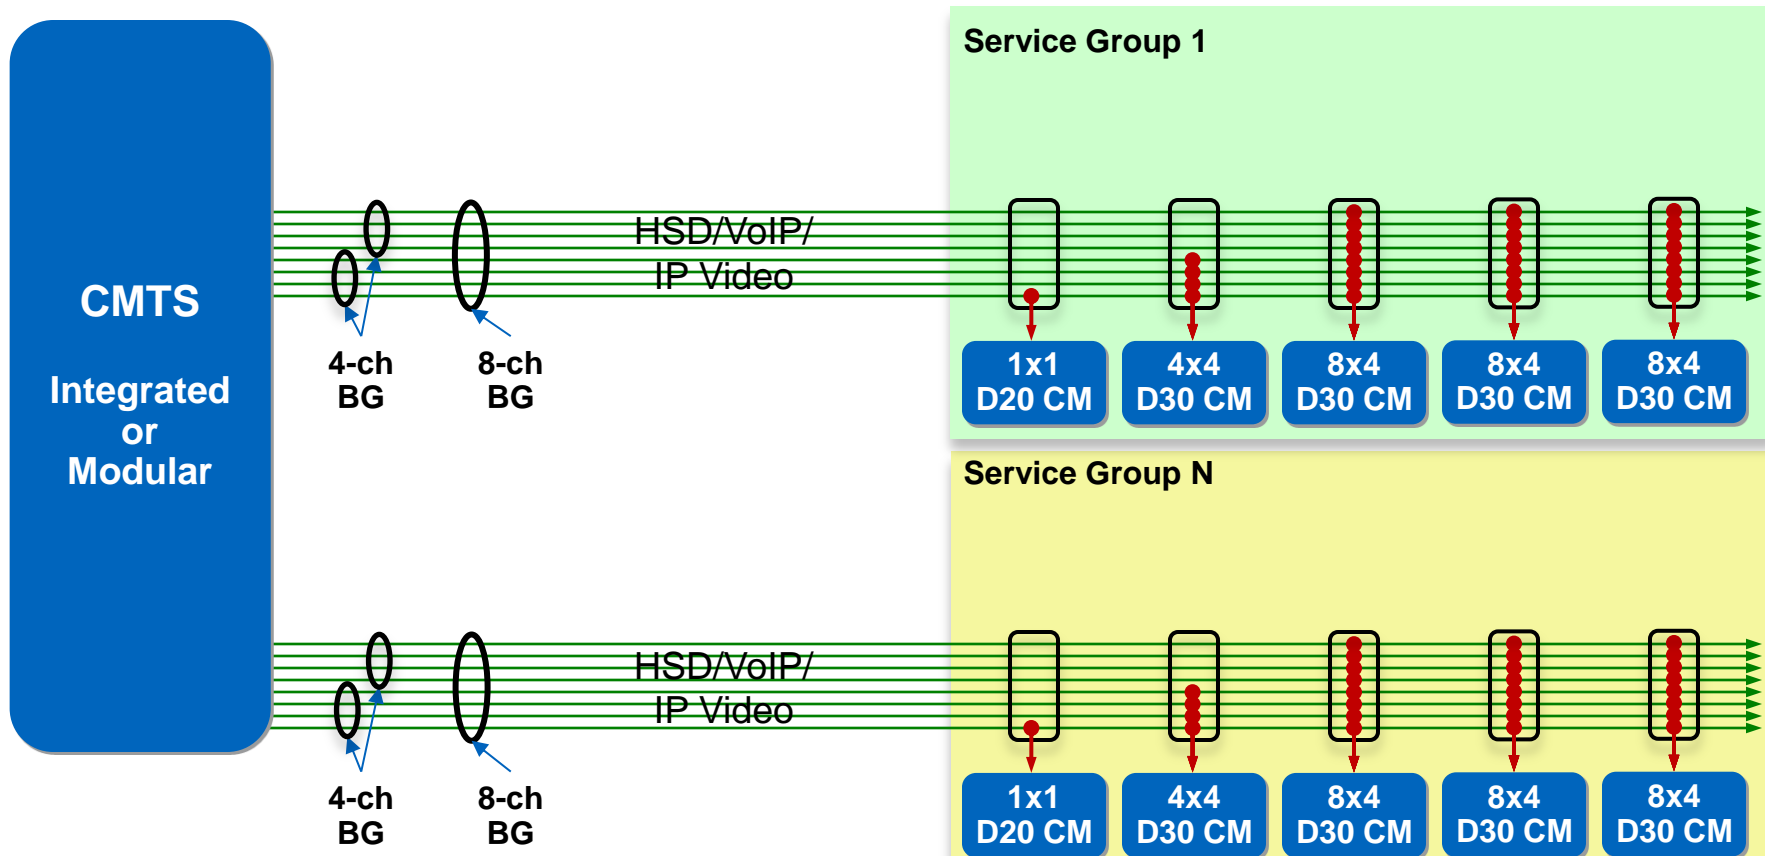 CMTS
Integrated
or
Modular
4-ch
BG
8-ch
BG
HSD/VoIP/
IP Video
Service Group 1
1x1
D20 CM
4x4
D30 CM
8x4
D30 CM
8x4
D30 CM
8x4
D30 CM
4-ch
BG
8-ch
BG
HSD/VoIP/
IP Video
Service Group N
1x1
D20 CM
4x4
D30 CM
8x4
D30 CM
8x4
D30 CM
8x4
D30 CM